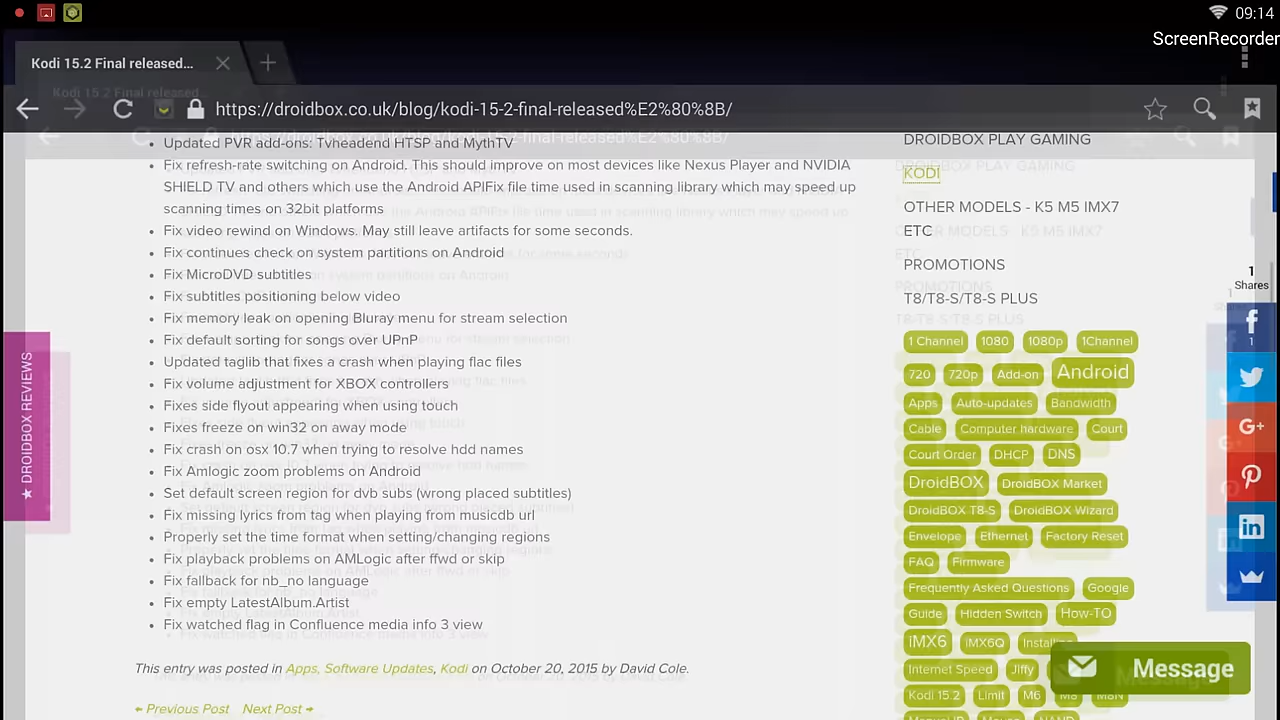 09:14
ScreenRecorder
Kodi 15.2 Final released...
https://droidbox.co.uk/blog/kodi-15-2-final-released%E2%80%8B/
Updated PVR add-ons: Tvheadend HTSP and MythTV
Fix refresh-rate switching on Android. This should improve on most devices like Nexus Player and NVIDIA
SHIELD TV and others which use the Android APIFix file time used in scanning library which may speed up
scanning times on 32bit platforms
Fix video rewind on Windows. May still leave artifacts for some seconds.
Fix continues check on system partitions on Android
Fix MicroDVD subtitles
Fix subtitles positioning below video
Fix memory leak on opening Bluray menu for stream selection
Fix default sorting for songs over UPnP
Updated taglib that fixes a crash when playing flac files
Fix volume adjustment for XBOX controllers
Fixes side flyout appearing when using touch
Fixes freeze on win32 on away mode
Fix crash on osx 10.7 when trying to resolve hdd names
Fix Amlogic zoom problems on Android
Set default screen region for dvb subs (wrong placed subtitles)
Fix missing lyrics from tag when playing from musicdb url
Properly set the time format when setting/changing regions
Fix playback problems on AMLogic after ffwd or skip
Fix fallback for nb_no language
Fix empty LatestAlbum.Artist
Fix watched flag in Confluence media info 3 view
This entry was posted in Apps, Software Updates, Kodi on October 20, 2015 by David Cole.
← Previous Post Next Post →
★ DROIDBOX REVIEWS
DROIDBOX PLAY GAMING
KODI
OTHER MODELS - K5 M5 IMX7
ETC
PROMOTIONS
T8/T8-S/T8-S PLUS
1 Channel 1080 1080p 1Channel
720 720p Add-on Android
Apps Auto-updates Bandwidth
Cable Computer hardware Court
Court Order DHCP DNS
DroidBOX DroidBOX Market
DroidBOX T8-S DroidBOX Wizard
Envelope Ethernet Factory Reset
FAQ Firmware
Frequently Asked Questions Google
Guide Hidden Switch How-TO
IMX6 iMX6Q
Internet Speed Jiffy
Kodi 15.2 Limit M6 M8 M8N
1
Shares
1
Message